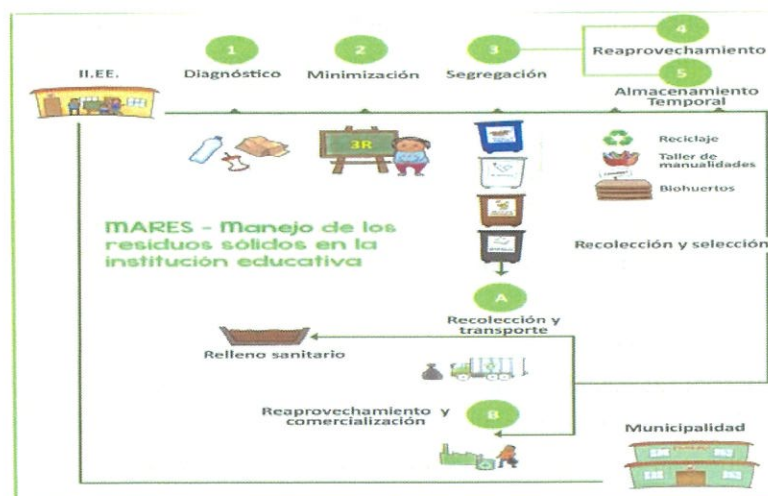 1
2
3
4
5
II.EE.
Diagnóstico
Minimización
Segregación
Reaprovechamiento
Almacenamiento
Temporal
3R
Reciclaje
Taller de
manualidades
Biohuertos
MARES - Manejo de los
residuos sólidos en la
institución educativa
Recolección y selección
A
Recolección y
transporte
Relleno sanitario
Reaprovechamiento y
comercialización
B
Municipalidad